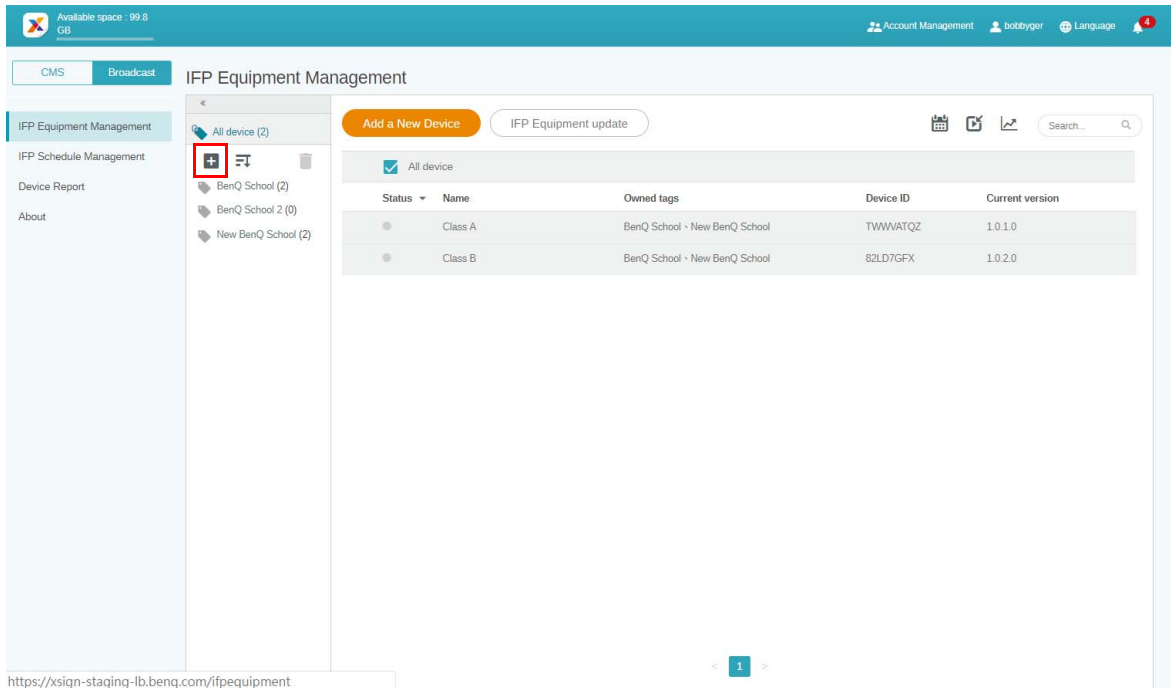 Available space : 99.8
GB
Account Management
bobbyger
Language
4
CMS
Broadcast
IFP Equipment Management
IFP Equipment Management
IFP Schedule Management
Device Report
About
«
All device (2)
BenQ School (2)
BenQ School 2 (0)
New BenQ School (2)
Add a New Device
IFP Equipment update
Search...
All device
Status Name Owned tags Device ID Current version
Class A BenQ School、New BenQ School TWWVATQZ 1.0.1.0
Class B BenQ School、New BenQ School 82LD7GFX 1.0.2.0
< 1 >
https://xsign-staging-lb.benq.com/ifpequipment